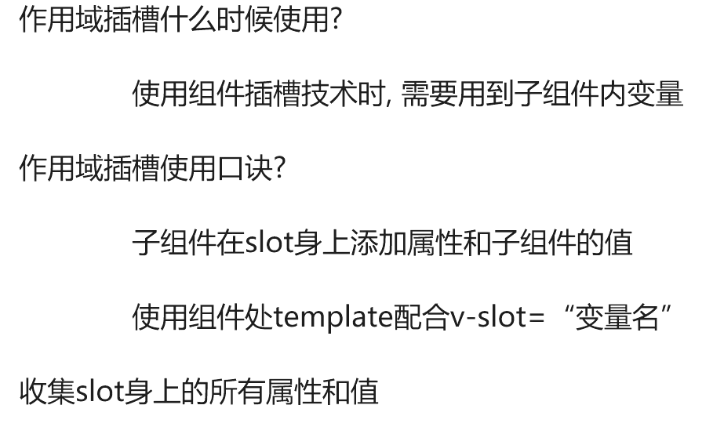 作用域插槽什么时候使用?
使用组件插槽技术时, 需要用到子组件内变量
作用域插槽使用口诀?
子组件在slot身上添加属性和子组件的值
使用组件处template配合v-slot=“变量名”
收集slot身上的所有属性和值